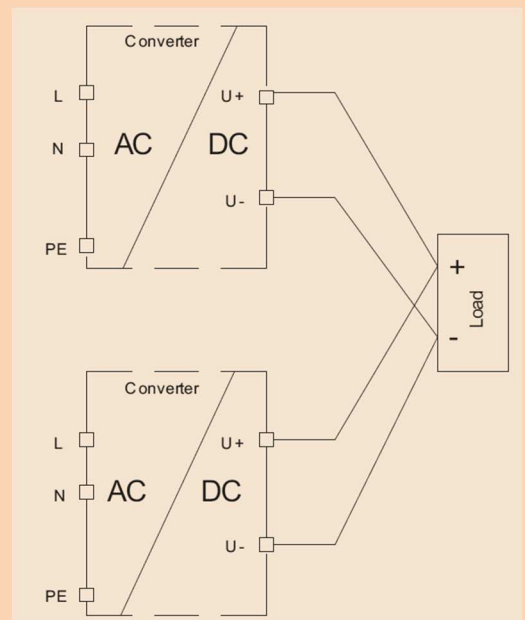 Converter
L
U+
N
AC
DC
U-
PE
+
Load
-
Converter
L
U+
N
AC
DC
U-
PE